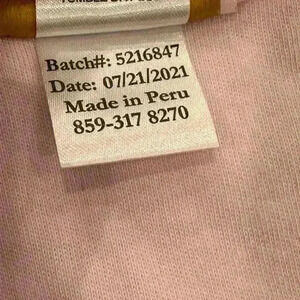 Batch#: 5216847
Date: 07/21/2021
Made in Peru
859-317 8270